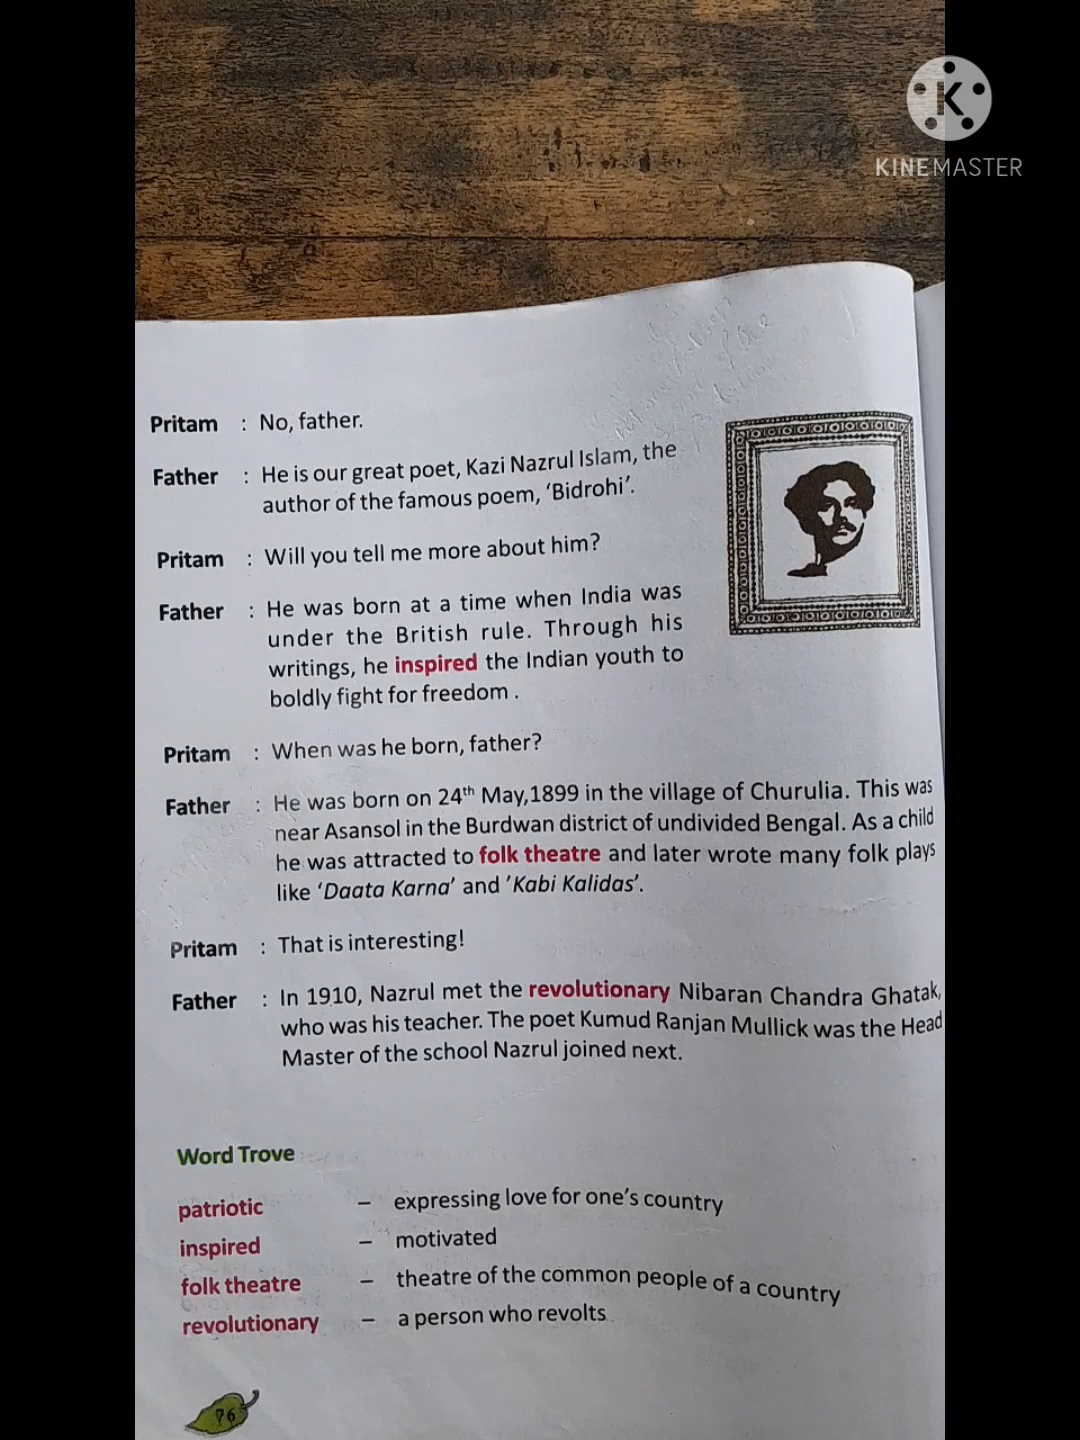 KINEMASTER
Pritam : No, father.
Father : He is our great poet, Kazi Nazrul Islam, the
author of the famous poem, ‘Bidrohi’.
Pritam : Will you tell me more about him?
Father : He was born at a time when India was
under the British rule. Through his
writings, he inspired the Indian youth to
boldly fight for freedom .
Pritam : When was he born, father?
Father : He was born on 24th May,1899 in the village of Churulia. This was
near Asansol in the Burdwan district of undivided Bengal. As a child
he was attracted to folk theatre and later wrote many folk plays
like ‘Daata Karna’ and ’Kabi Kalidas’.
Pritam : That is interesting!
Father : In 1910, Nazrul met the revolutionary Nibaran Chandra Ghatak,
who was his teacher. The poet Kumud Ranjan Mullick was the Head
Master of the school Nazrul joined next.
Word Trove
patriotic – expressing love for one’s country
inspired – motivated
folk theatre – theatre of the common people of a country
revolutionary – a person who revolts
76